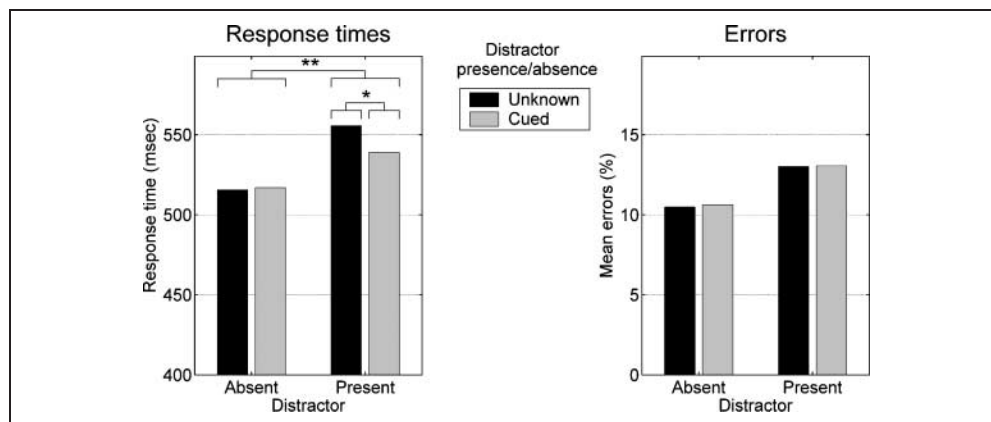 Response times
**
*
Response time (msec)
550
500
450
400
Absent
Present
Distractor
Distractor
presence/absence
Unknown
Cued
Errors
Mean errors (%)
15
10
5
0
Absent
Present
Distractor